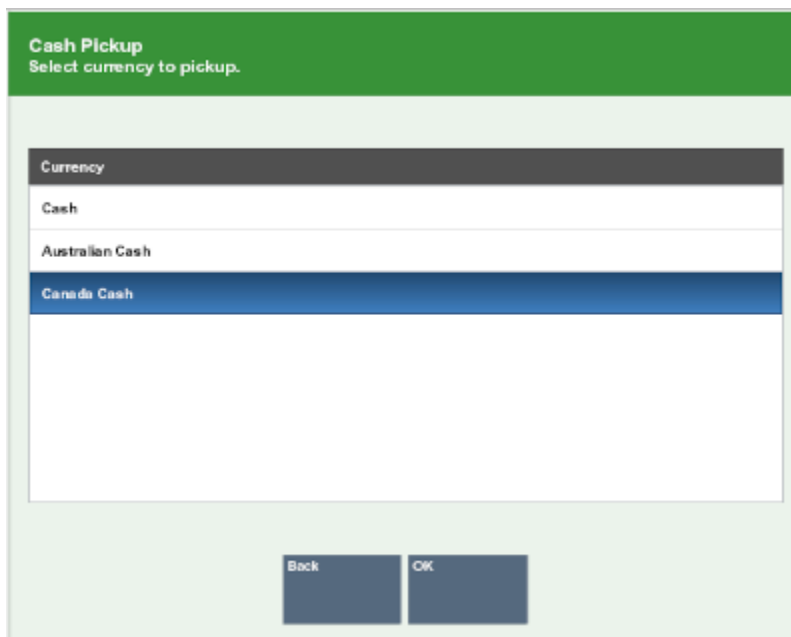 Cash Pickup
Select currency to pickup.
Currency
Cash
Australian Cash
Canada Cash
Back
OK